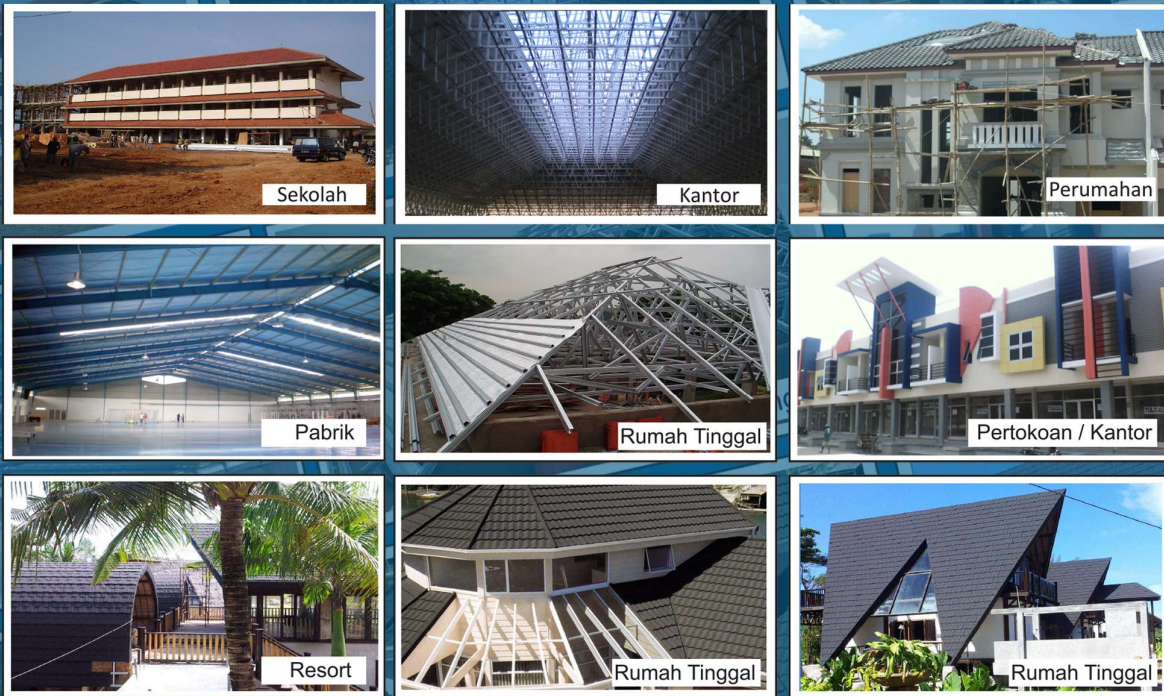 Sekolah
Kantor
Perumahan
Pabrik
Rumah Tinggal
Pertokoan / Kantor
Resort
Rumah Tinggal
Rumah Tinggal